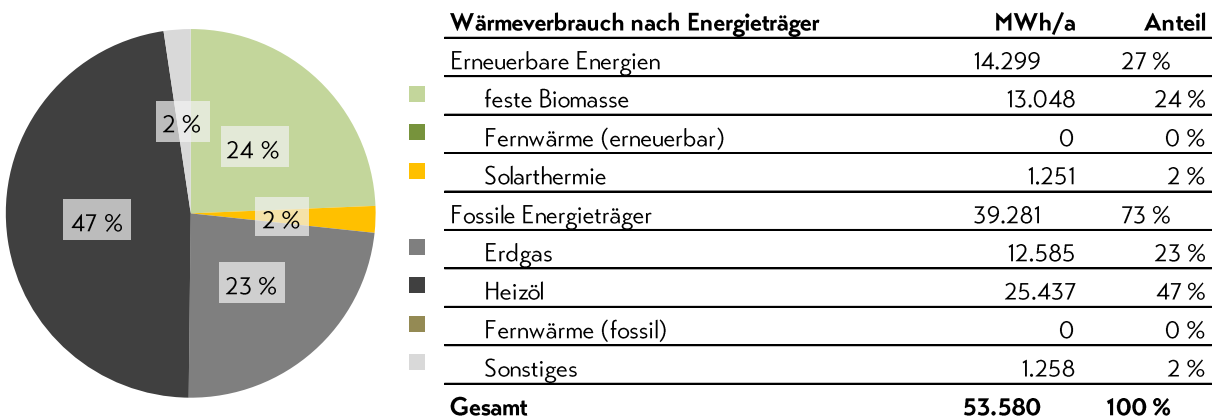 2 %
24 %
2 %
47 %
23 %
Wärmeverbrauch nach Energieträger MWh/a Anteil
Erneuerbare Energien 14.299 27 %
feste Biomasse 13.048 24 %
Fernwärme (erneuerbar) 0 0 %
Solarthermie 1.251 2 %
Fossile Energieträger 39.281 73 %
Erdgas 12.585 23 %
Heizöl 25.437 47 %
Fernwärme (fossil) 0 0 %
Sonstiges 1.258 2 %
Gesamt 53.580 100 %